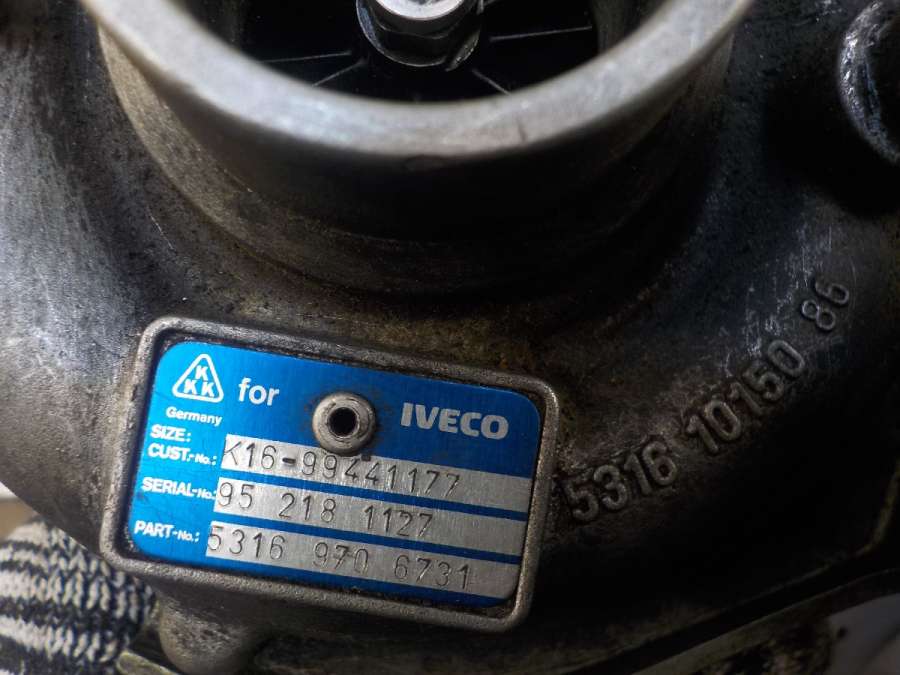 K
KK
for
IVECO
Germany
SIZE:
CUST.-No.: K16-99441177
SERIAL-No: 95 218 1127
PART-No.: 5316 970 6731
5316 10150 86